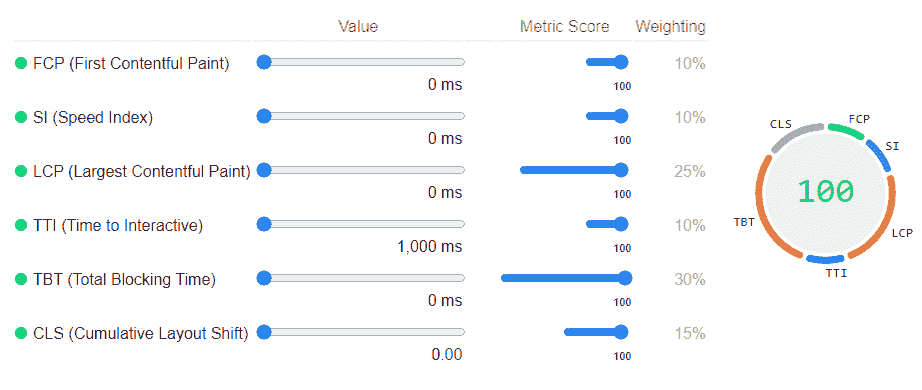 Value Metric Score Weighting
FCP (First Contentful Paint) 10%
0 ms 100
SI (Speed Index) 10%
0 ms 100
LCP (Largest Contentful Paint) 25%
0 ms 100
TTI (Time to Interactive) 10%
1,000 ms 100
TBT (Total Blocking Time) 30%
0 ms 100
CLS (Cumulative Layout Shift) 15%
0.00 100
CLS FCP
SI
100
TBT
LCP
TTI